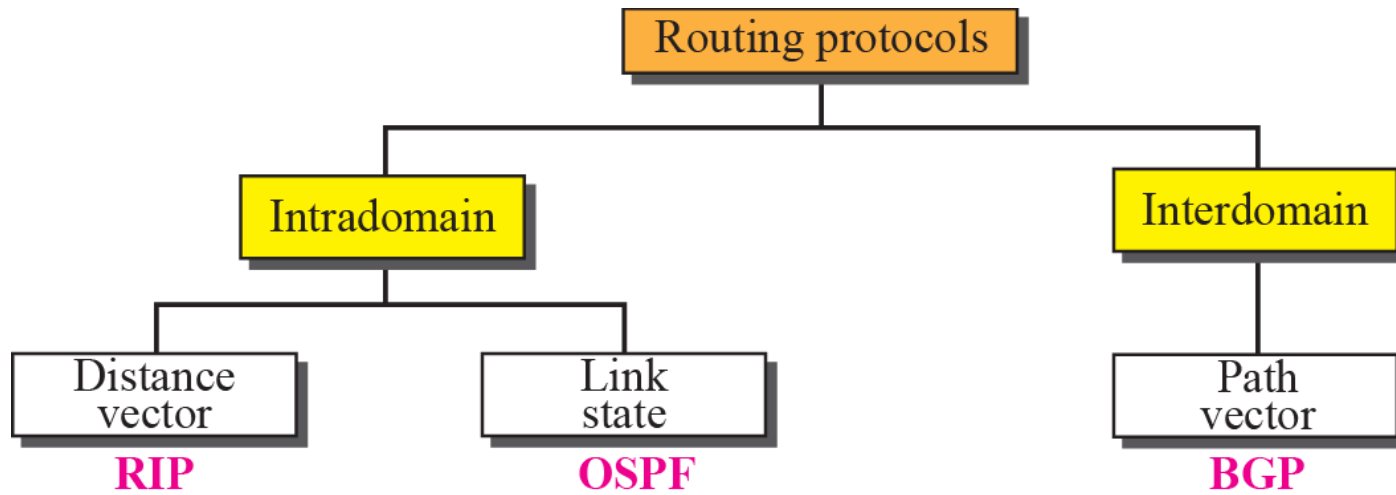 Routing protocols
Intradomain
Interdomain
Distance
vector
Link
state
Path
vector
RIP
OSPF
BGP